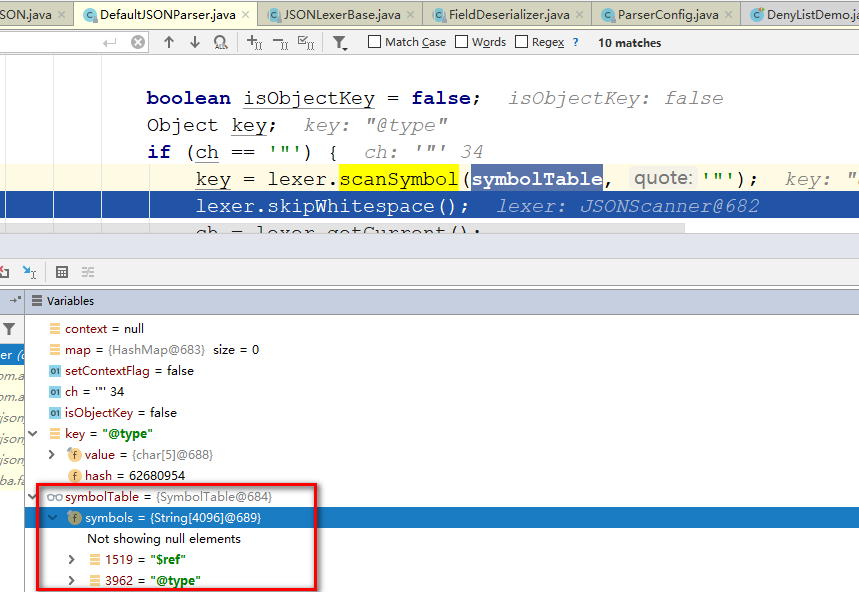 SON.java DefaultJSONParser.java JSONLexerBase.java FieldDeserializer.java ParserConfig.java DenyListDemo.ja
Match Case Words Regex ? 10 matches
boolean isObjectKey = false; isObjectKey: false
Object key; key: "@type"
if (ch == '"') { ch: '"' 34
key = lexer.scanSymbol(symbolTable, quote: '"'); key: "
lexer.skipWhitespace(); lexer: JSONScanner@682
ch = lexer.getCurrent();
Variables
context = null
map = {HashMap@683} size = 0
er (
setContextFlag = false
om.a
ch = '"' 34
om.a
isObjectKey = false
json
key = "@type"
json
value = {char[5]@688}
json
hash = 62680954
ba.fa
symbolTable = {SymbolTable@684}
symbols = {String[4096]@689}
Not showing null elements
1519 = "$ref"
3962 = "@type"